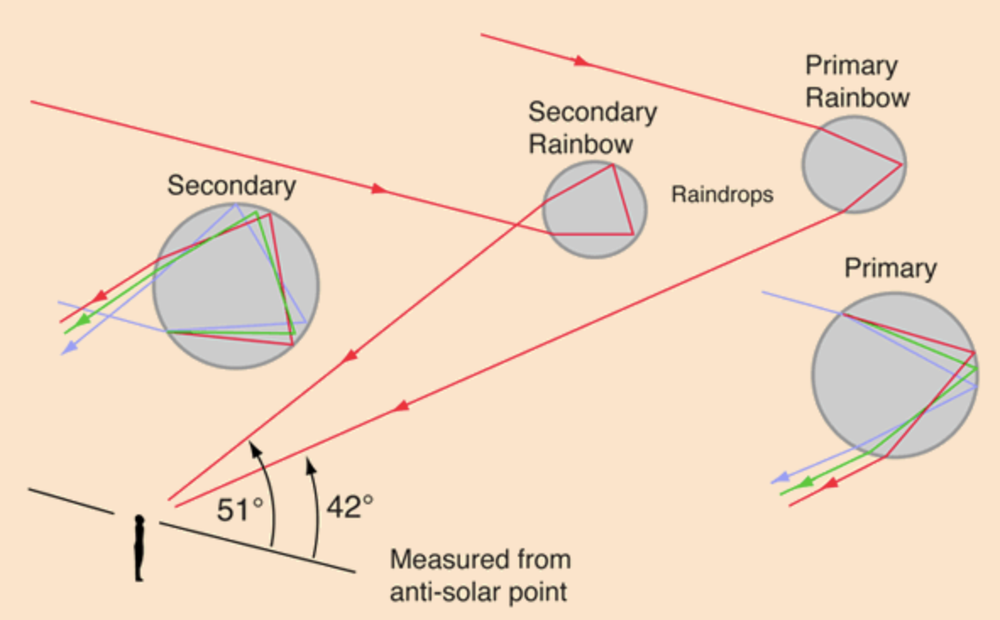 Primary
Rainbow
Secondary
Rainbow
Secondary
Raindrops
Primary
51°
42°
Measured from
anti-solar point